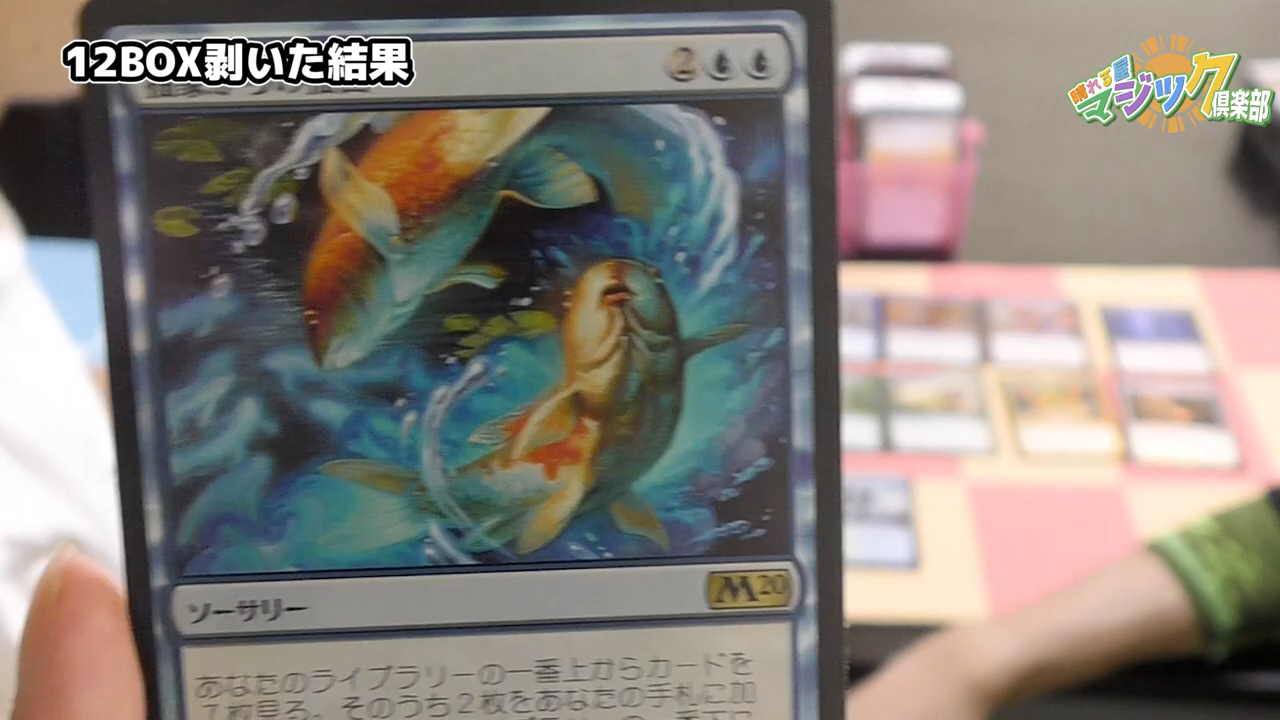 12BOX剥いた結果
晴れる屋
マジック倶楽部
2
ソーサリー
M20
あなたのライブラリーの一番上からカードを
7枚見る。そのうち2枚をあなたの手札に加